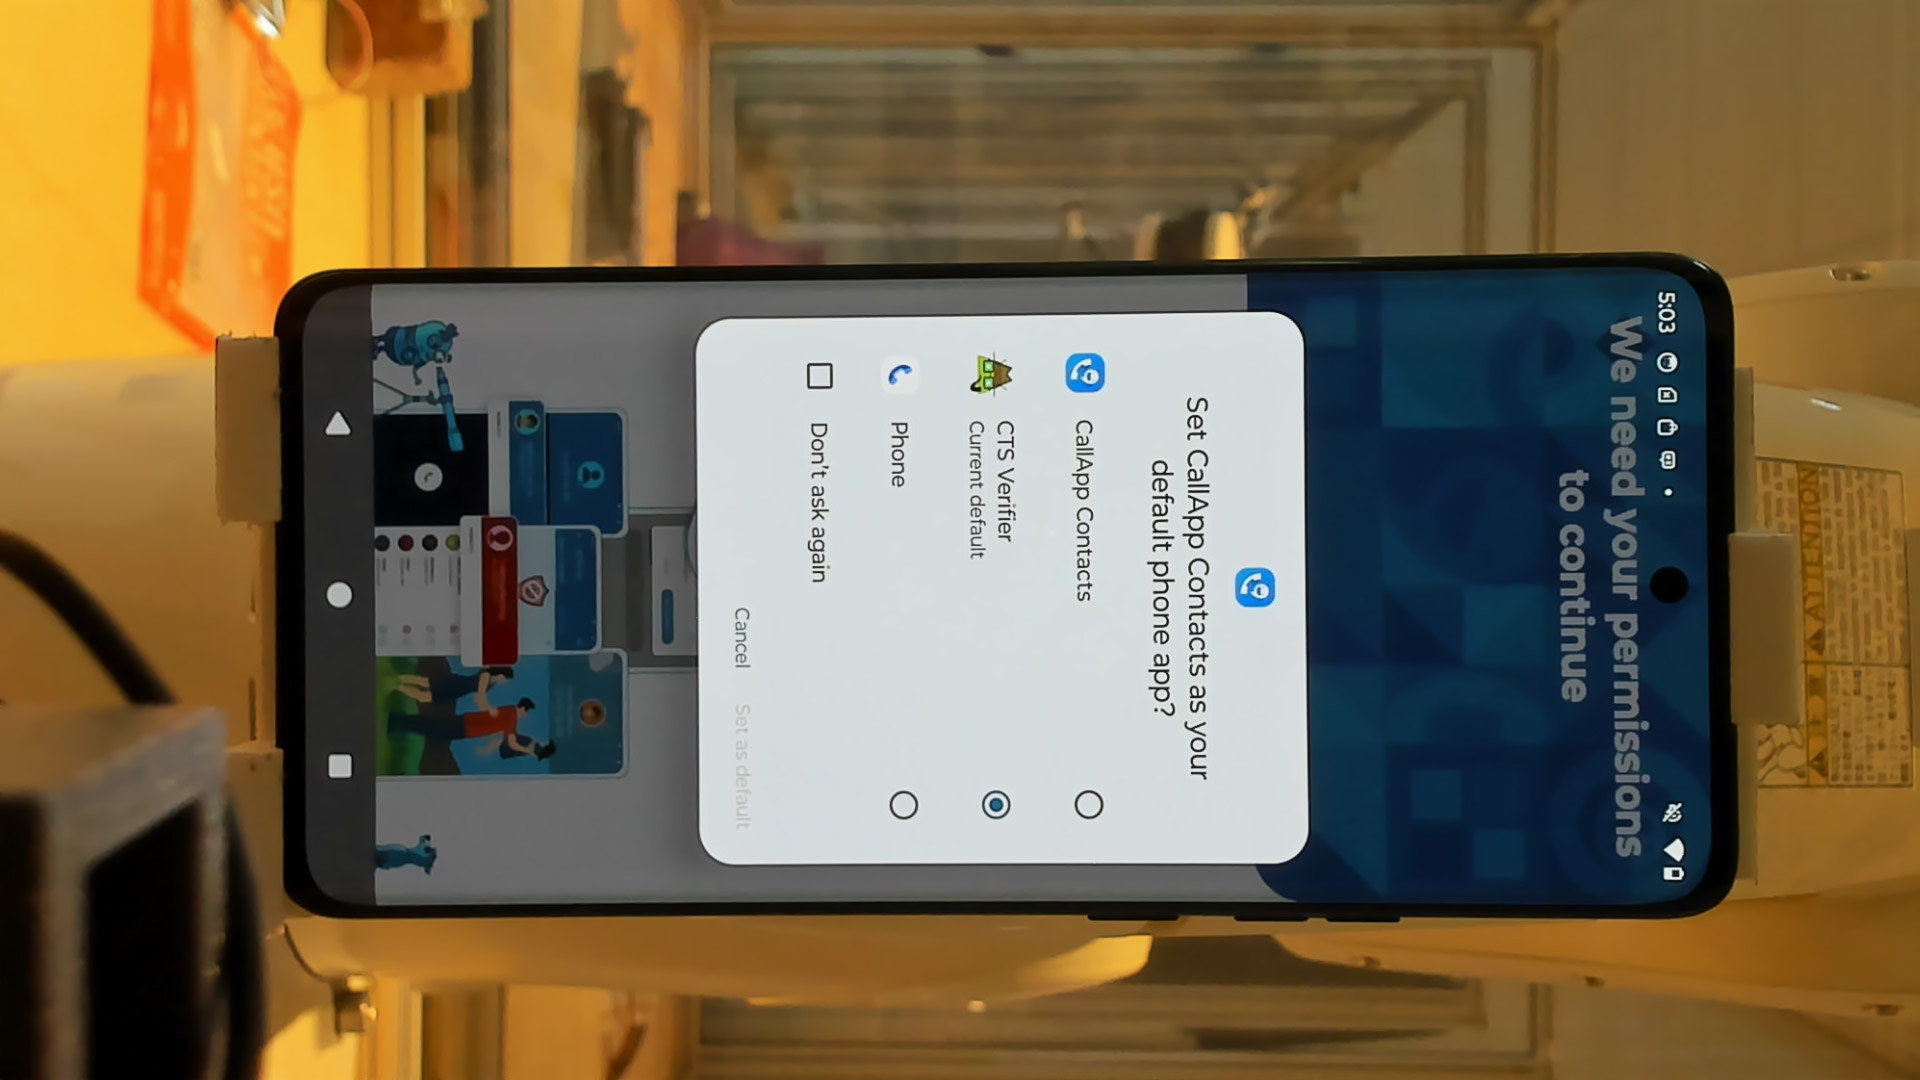 5:03
We need your permissions
to continue
Set CallApp Contacts as your
default phone app?
CallApp Contacts
CTS Verifier
Current default
Phone
Don't ask again
Cancel
Set as default
ATTENTION